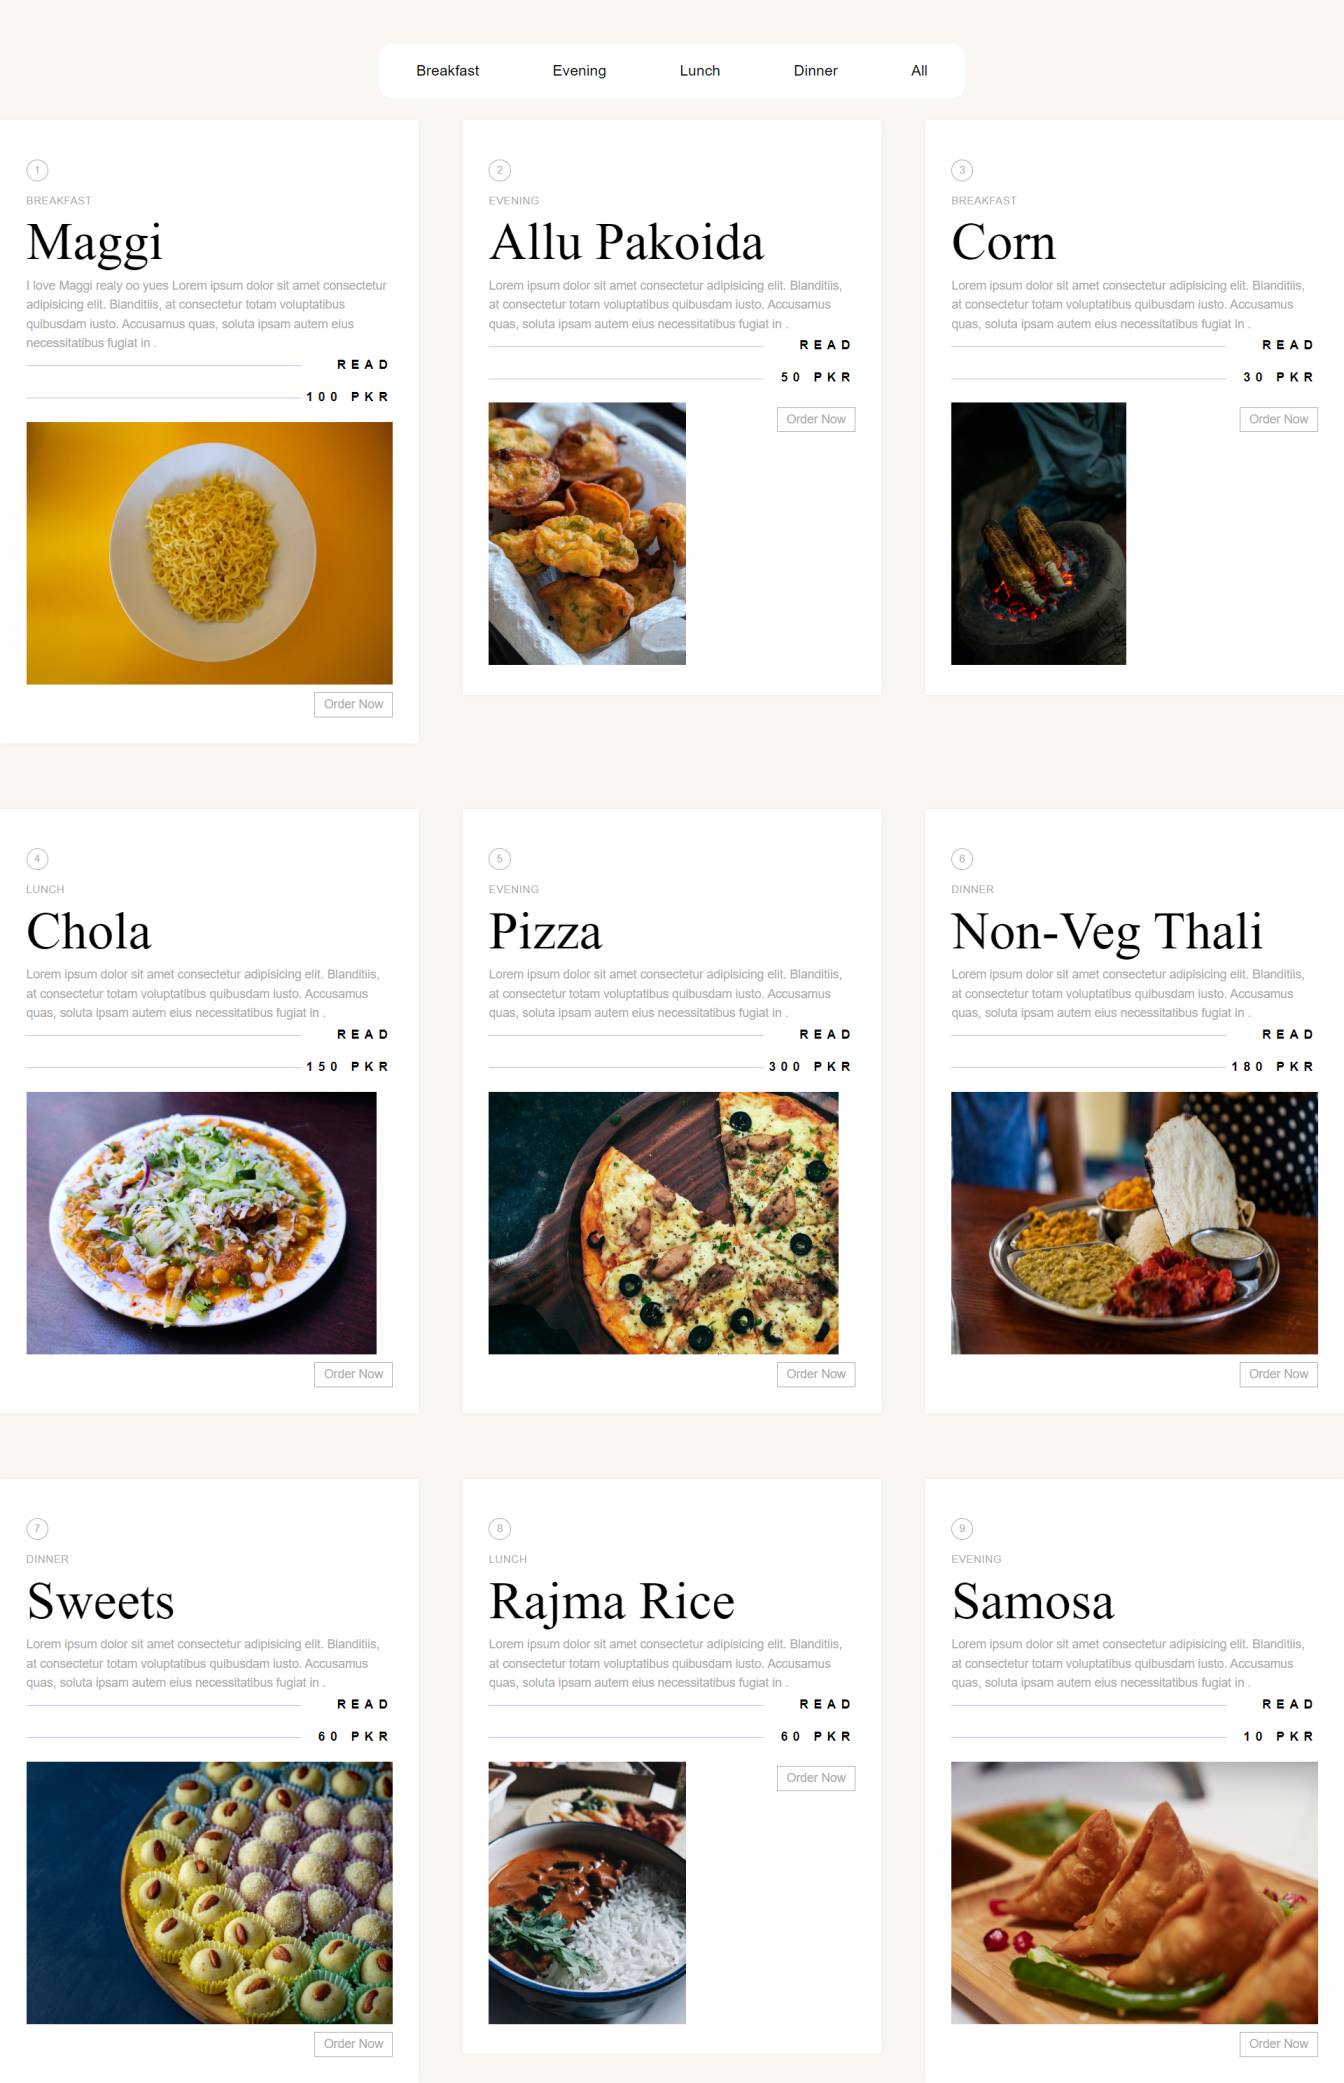 Breakfast Evening Lunch Dinner All
1
BREAKFAST
Maggi
I love Maggi realy oo yues Lorem ipsum dolor sit amet consectetur
adipisicing elit. Blanditiis, at consectetur totam voluptatibus
quibusdam iusto. Accusamus quas, soluta ipsam autem eius
necessitatibus fugiat in .
READ
100 PKR
Order Now
2
EVENING
Allu Pakoida
Lorem ipsum dolor sit amet consectetur adipisicing elit. Blanditiis,
at consectetur totam voluptatibus quibusdam iusto. Accusamus
quas, soluta ipsam autem eius necessitatibus fugiat in .
READ
50 PKR
Order Now
3
BREAKFAST
Corn
Lorem ipsum dolor sit amet consectetur adipisicing elit. Blanditiis,
at consectetur totam voluptatibus quibusdam iusto. Accusamus
quas, soluta ipsam autem eius necessitatibus fugiat in .
READ
30 PKR
Order Now
4
LUNCH
Chola
Lorem ipsum dolor sit amet consectetur adipisicing elit. Blanditiis,
at consectetur totam voluptatibus quibusdam iusto. Accusamus
quas, soluta ipsam autem eius necessitatibus fugiat in .
READ
150 PKR
Order Now
5
EVENING
Pizza
Lorem ipsum dolor sit amet consectetur adipisicing elit. Blanditiis,
at consectetur totam voluptatibus quibusdam iusto. Accusamus
quas, soluta ipsam autem eius necessitatibus fugiat in .
READ
300 PKR
Order Now
6
DINNER
Non-Veg Thali
Lorem ipsum dolor sit amet consectetur adipisicing elit. Blanditiis,
at consectetur totam voluptatibus quibusdam iusto. Accusamus
quas, soluta ipsam autem eius necessitatibus fugiat in .
READ
180 PKR
Order Now
7
DINNER
Sweets
Lorem ipsum dolor sit amet consectetur adipisicing elit. Blanditiis,
at consectetur totam voluptatibus quibusdam iusto. Accusamus
quas, soluta ipsam autem eius necessitatibus fugiat in .
READ
60 PKR
Order Now
8
LUNCH
Rajma Rice
Lorem ipsum dolor sit amet consectetur adipisicing elit. Blanditiis,
at consectetur totam voluptatibus quibusdam iusto. Accusamus
quas, soluta ipsam autem eius necessitatibus fugiat in .
READ
60 PKR
Order Now
9
EVENING
Samosa
Lorem ipsum dolor sit amet consectetur adipisicing elit. Blanditiis,
at consectetur totam voluptatibus quibusdam iusto. Accusamus
quas, soluta ipsam autem eius necessitatibus fugiat in .
READ
10 PKR
Order Now